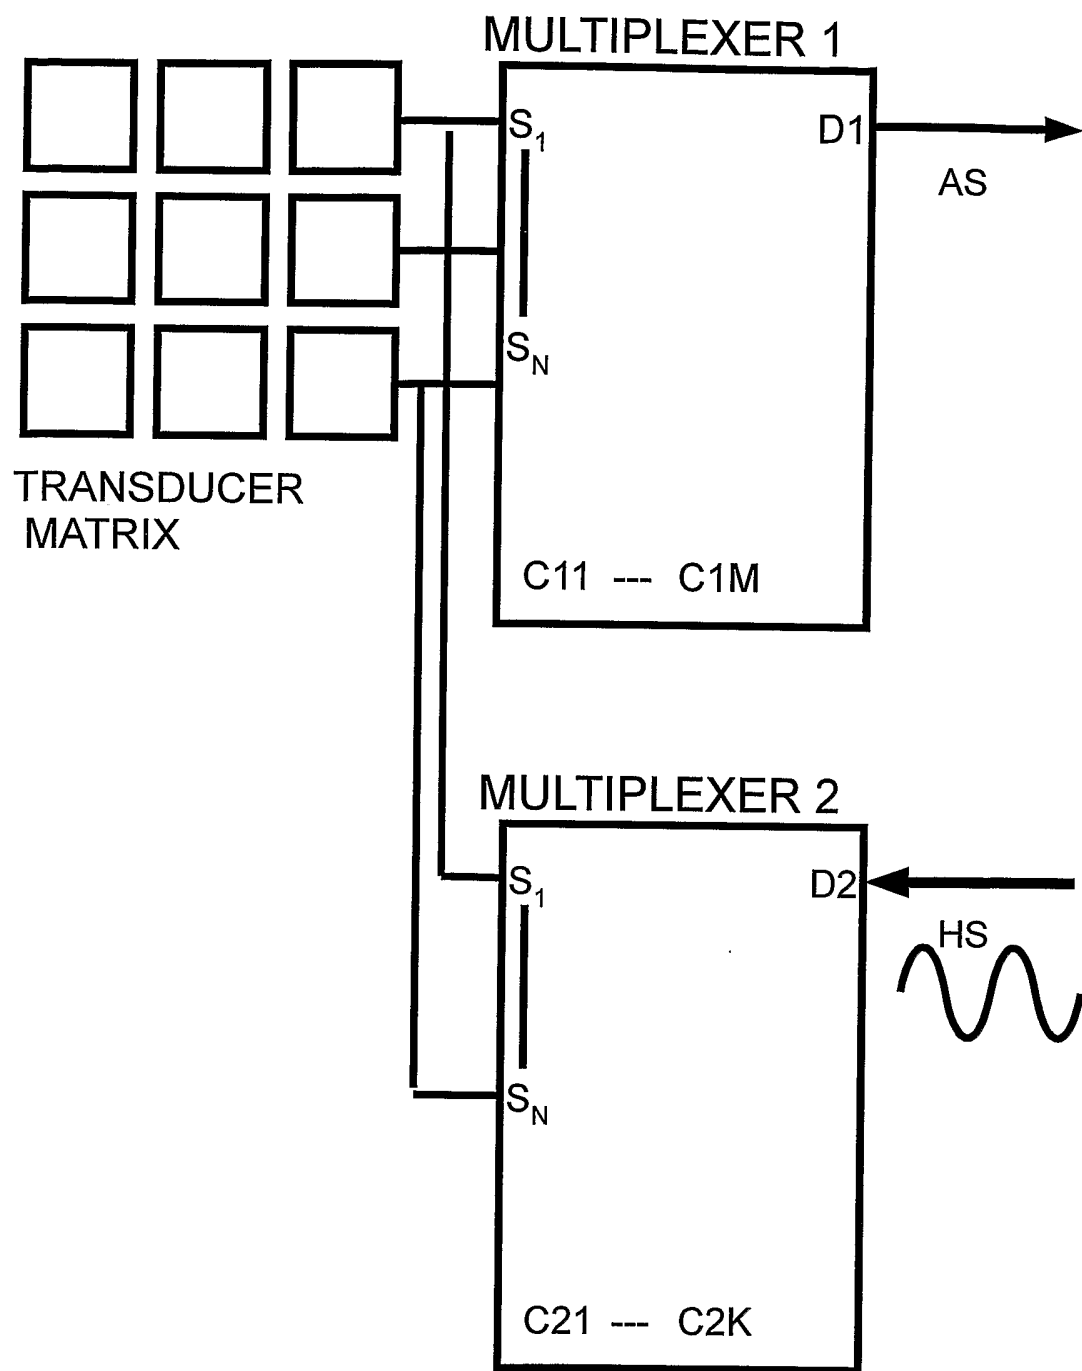 MULTIPLEXER 1
S1
D1
AS
SN
TRANSDUCER
MATRIX
C11 --- C1M
MULTIPLEXER 2
S1
D2
HS
SN
C21 --- C2K